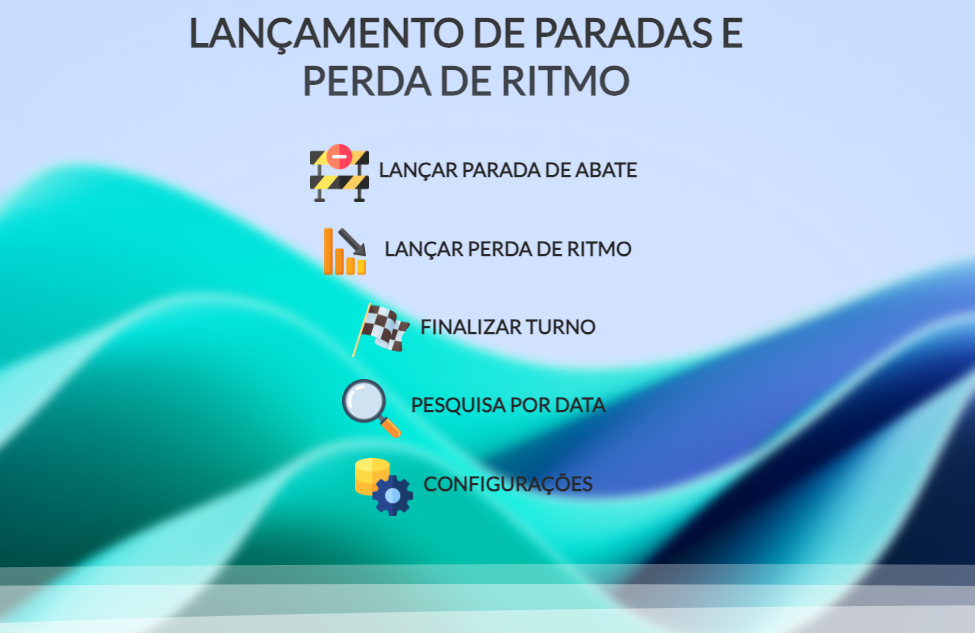 LANÇAMENTO DE PARADAS E
PERDA DE RITMO
LANÇAR PARADA DE ABATE
LANÇAR PERDA DE RITMO
FINALIZAR TURNO
PESQUISA POR DATA
CONFIGURAÇÕES